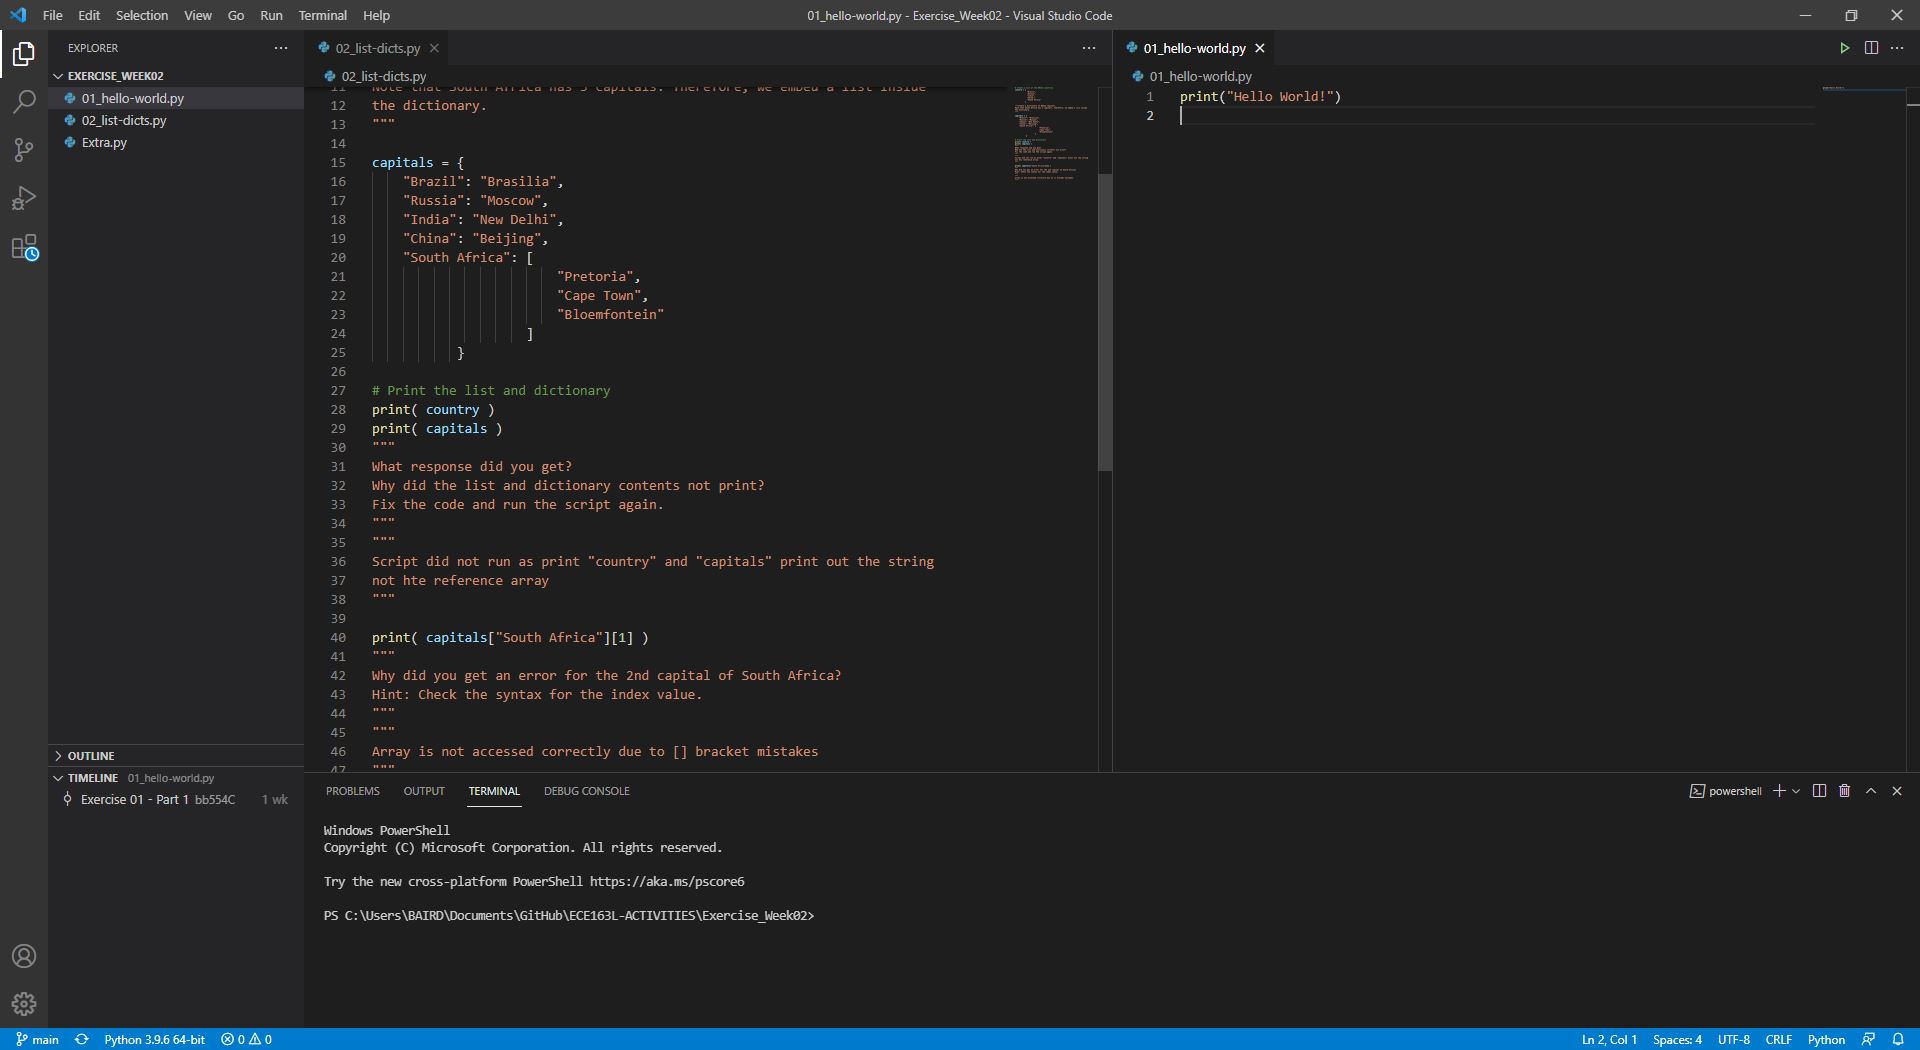 File Edit Selection View Go Run Terminal Help
01_hello-world.py - Exercise_Week02 - Visual Studio Code
EXPLORER
EXERCISE_WEEK02
01_hello-world.py
02_list-dicts.py
Extra.py
OUTLINE
TIMELINE 01_hello-world.py
Exercise 01 - Part 1 bb554C 1 wk
02_list-dicts.py
02_list-dicts.py
11 Note that South Africa has 3 capitals. Therefore, we embed a list inside
12 the dictionary.
13 """
14
15 capitals = {
16 "Brazil": "Brasilia",
17 "Russia": "Moscow",
18 "India": "New Delhi",
19 "China": "Beijing",
20 "South Africa": [
21 "Pretoria",
22 "Cape Town",
23 "Bloemfontein"
24 ]
25 }
26
27 # Print the list and dictionary
28 print( country )
29 print( capitals )
30 """
31 What response did you get?
32 Why did the list and dictionary contents not print?
33 Fix the code and run the script again.
34 """
35 """
36 Script did not run as print "country" and "capitals" print out the string
37 not hte reference array
38 """
39
40 print( capitals["South Africa"][1] )
41 """
42 Why did you get an error for the 2nd capital of South Africa?
43 Hint: Check the syntax for the index value.
44 """
45 """
46 Array is not accessed correctly due to [] bracket mistakes
47 """
01_hello-world.py
01_hello-world.py
1 print("Hello World!")
2
PROBLEMS OUTPUT TERMINAL DEBUG CONSOLE
powershell
Windows PowerShell
Copyright (C) Microsoft Corporation. All rights reserved.
Try the new cross-platform PowerShell https://aka.ms/pscore6
PS C:\Users\BAIRD\Documents\GitHub\ECE163L-ACTIVITIES\Exercise_Week02>
main Python 3.9.6 64-bit 0 0
Ln 2, Col 1 Spaces: 4 UTF-8 CRLF Python